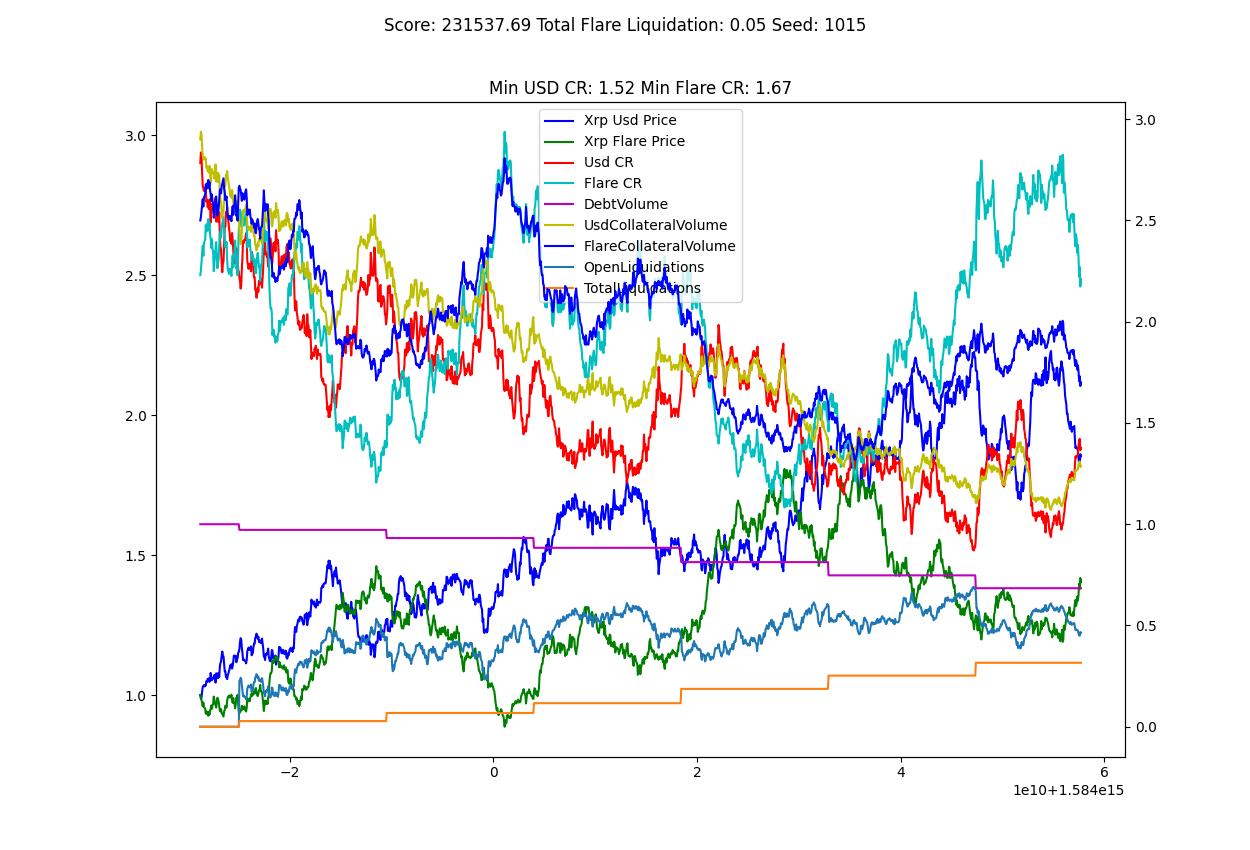 Score: 231537.69 Total Flare Liquidation: 0.05 Seed: 1015
Min USD CR: 1.52 Min Flare CR: 1.67
Xrp Usd Price
Xrp Flare Price
Usd CR
Flare CR
DebtVolume
UsdCollateralVolume
FlareCollateralVolume
OpenLiquidations
TotalLiquidations
3.0
2.5
2.0
1.5
1.0
3.0
2.5
2.0
1.5
1.0
0.5
0.0
−2 0 2 4 6
1e10+1.584e15